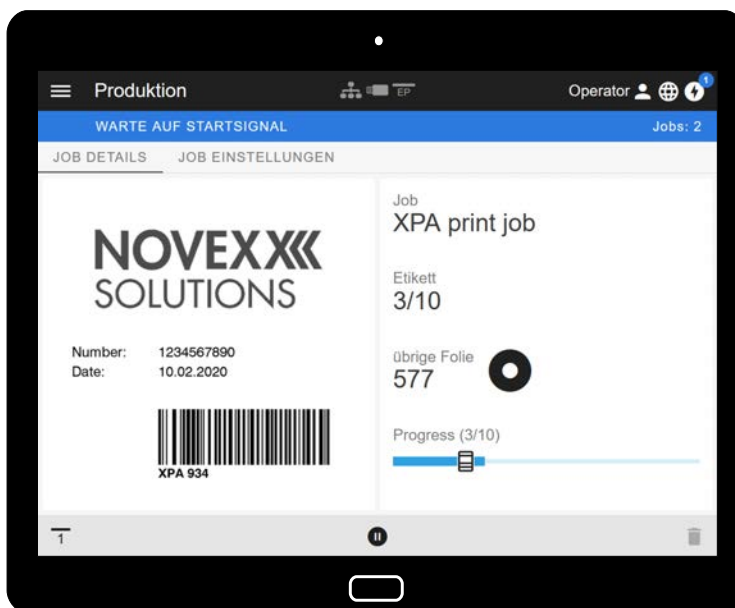 Produktion
EP
Operator
1
WARTE AUF STARTSIGNAL
Jobs: 2
JOB DETAILS
JOB EINSTELLUNGEN
NOVEXX
SOLUTIONS
Number: 1234567890
Date: 10.02.2020
XPA 934
Job
XPA print job
Etikett
3/10
übrige Folie
577
Progress (3/10)
1